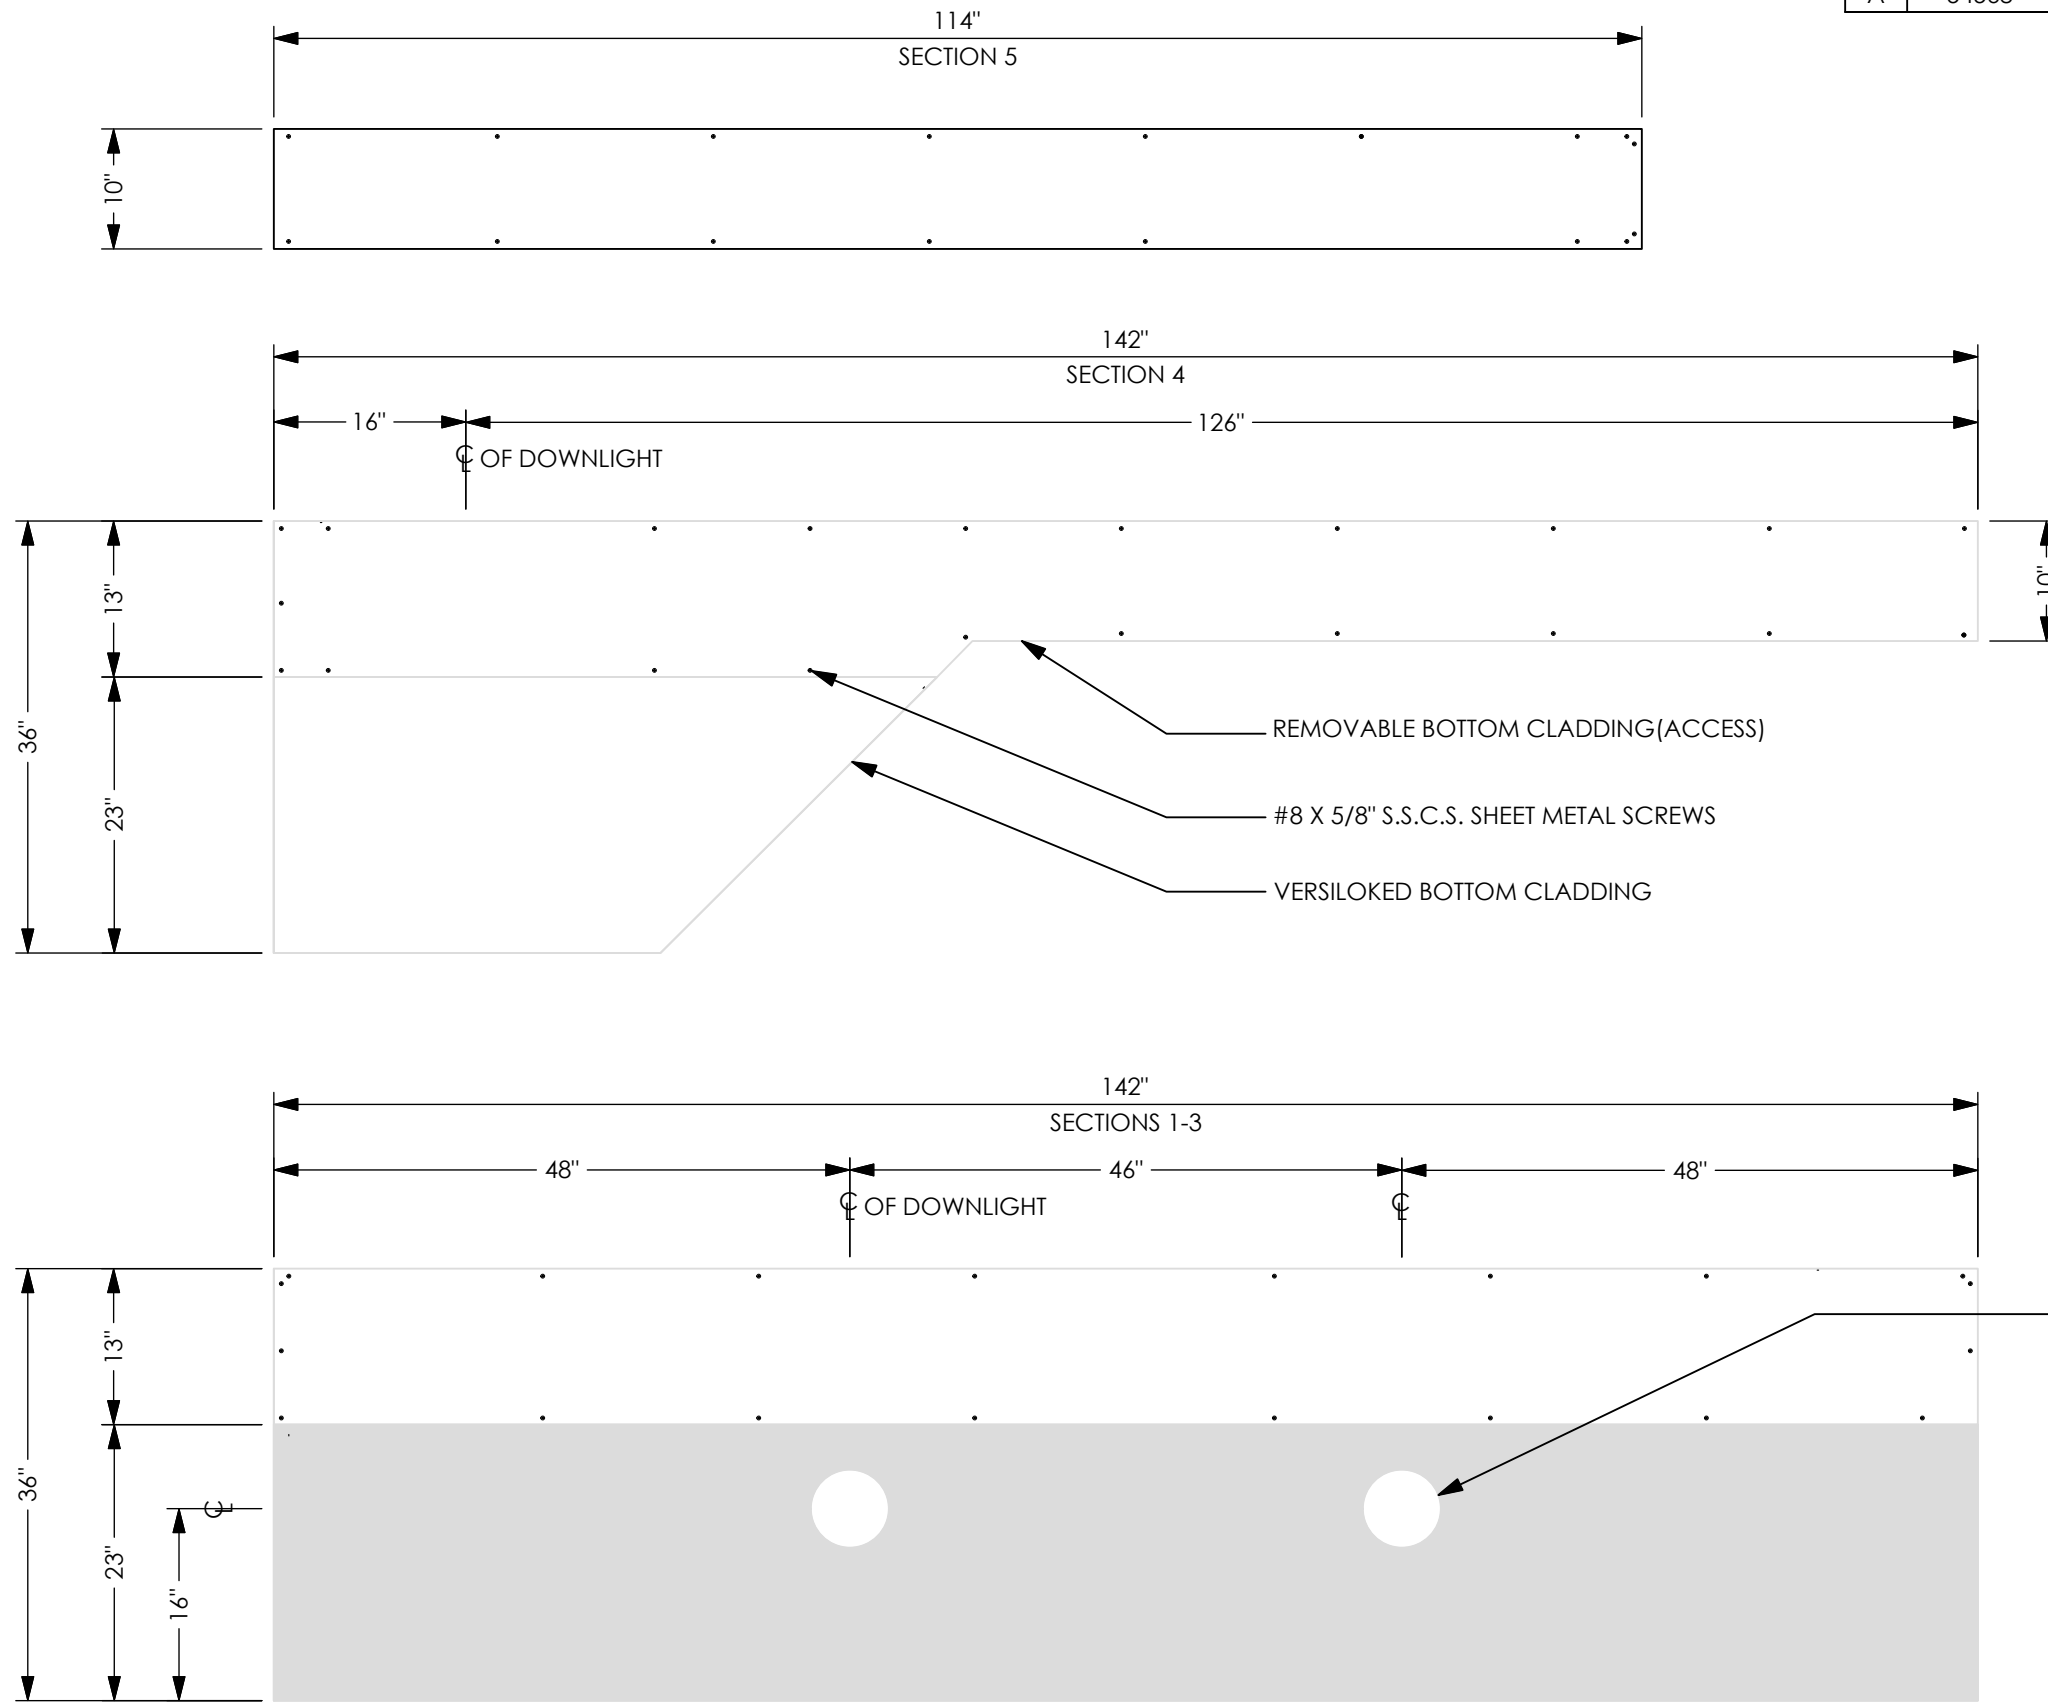 A
114"
SECTION 5
10"
142"
SECTION 4
16"
126"
℄ OF DOWNLIGHT
13"
10"
36"
23"
REMOVABLE BOTTOM CLADDING(ACCESS)
#8 X 5/8" S.S.C.S. SHEET METAL SCREWS
VERSILOKED BOTTOM CLADDING
142"
SECTIONS 1-3
48"
46"
48"
℄ OF DOWNLIGHT
℄
13"
36"
℄
23"
16"